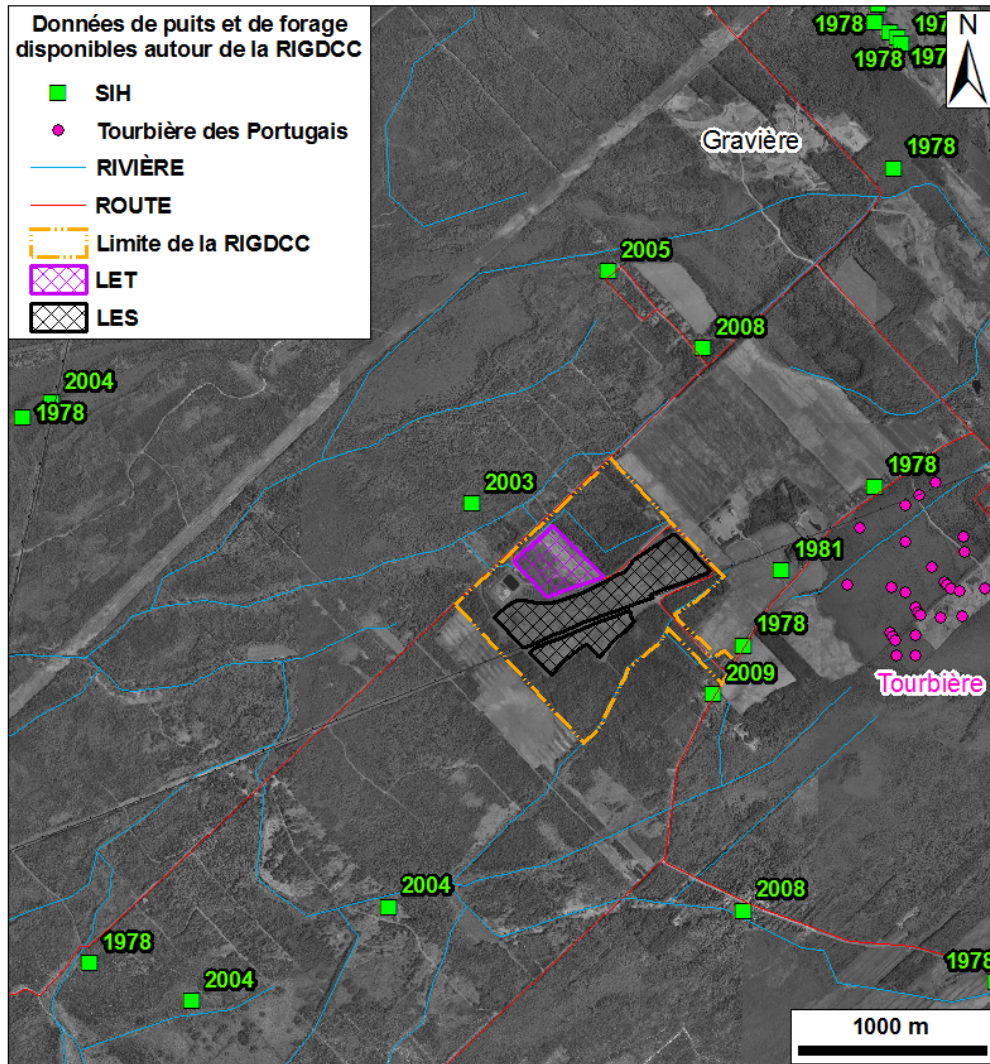 Données de puits et de forage
disponibles autour de la RIGDCC
SIH
Tourbière des Portugais
RIVIÈRE
ROUTE
Limite de la RIGDCC
LET
LES
N
1978
197
1978
197
Gravière
1978
2005
2008
2004
1978
2003
1978
1981
1978
2009
Tourbière
2004
2008
1978
1978
2004
1000 m